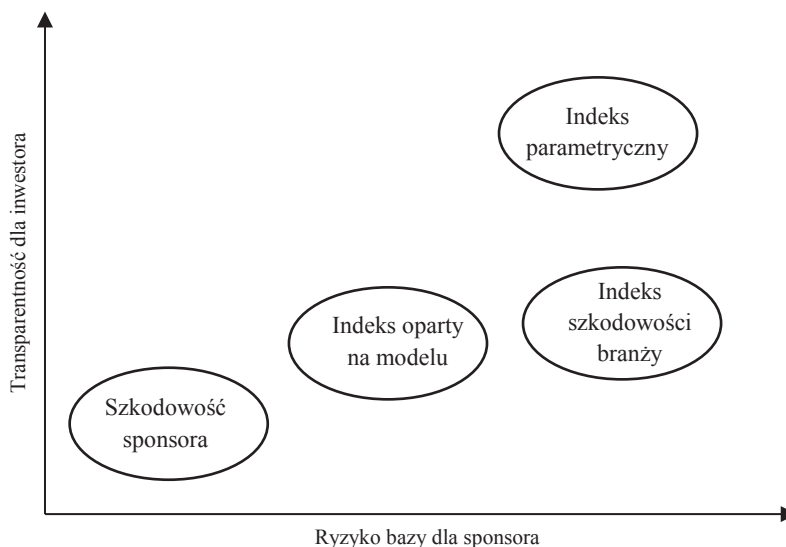 Transparentność dla inwestora
Indeks
parametryczny
Indeks
szkodowości
branży
Indeks oparty
na modelu
Szkodowość
sponsora
Ryzyko bazy dla sponsora